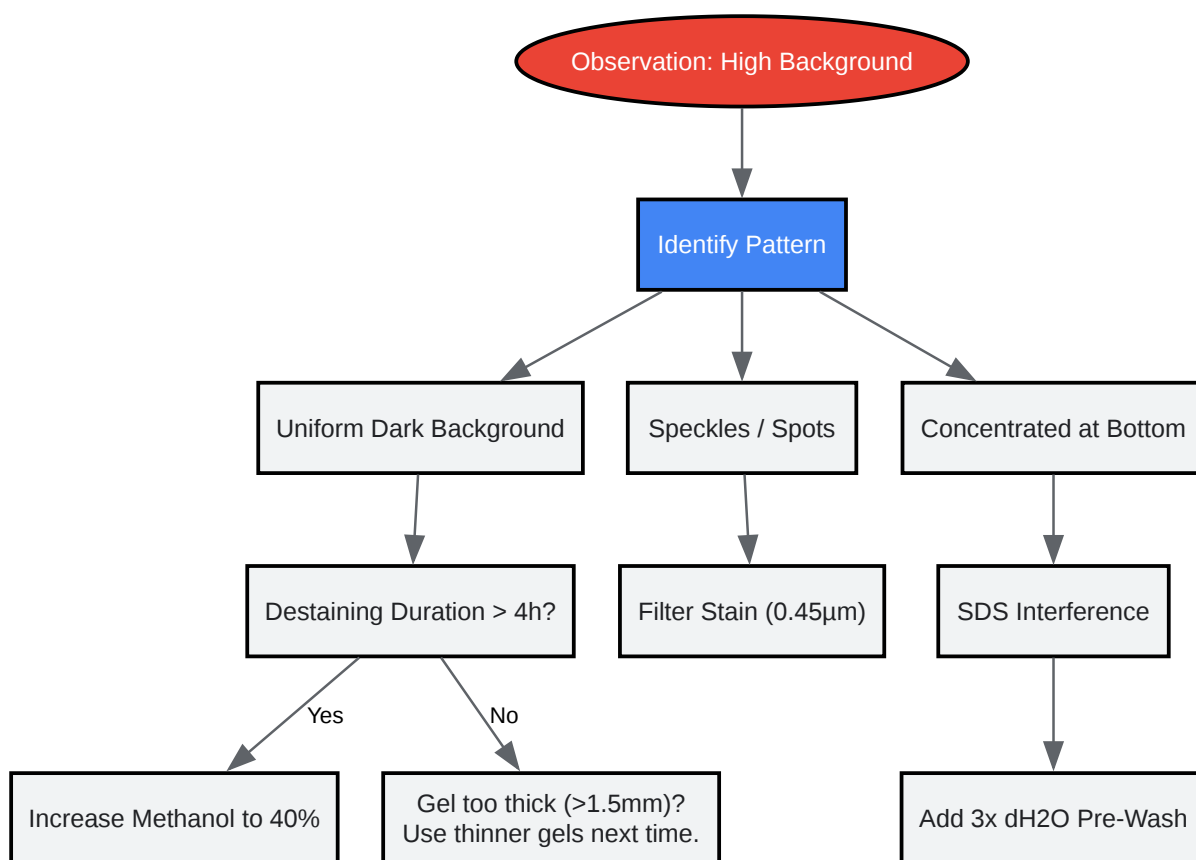 Observation: High Background
Identify Pattern
Uniform Dark Background
Speckles / Spots
Concentrated at Bottom
Destaining Duration > 4h?
Filter Stain (0.45µm)
SDS Interference
Yes
No
Increase Methanol to 40%
Gel too thick (>1.5mm)?
Use thinner gels next time.
Add 3x dH2O Pre-Wash